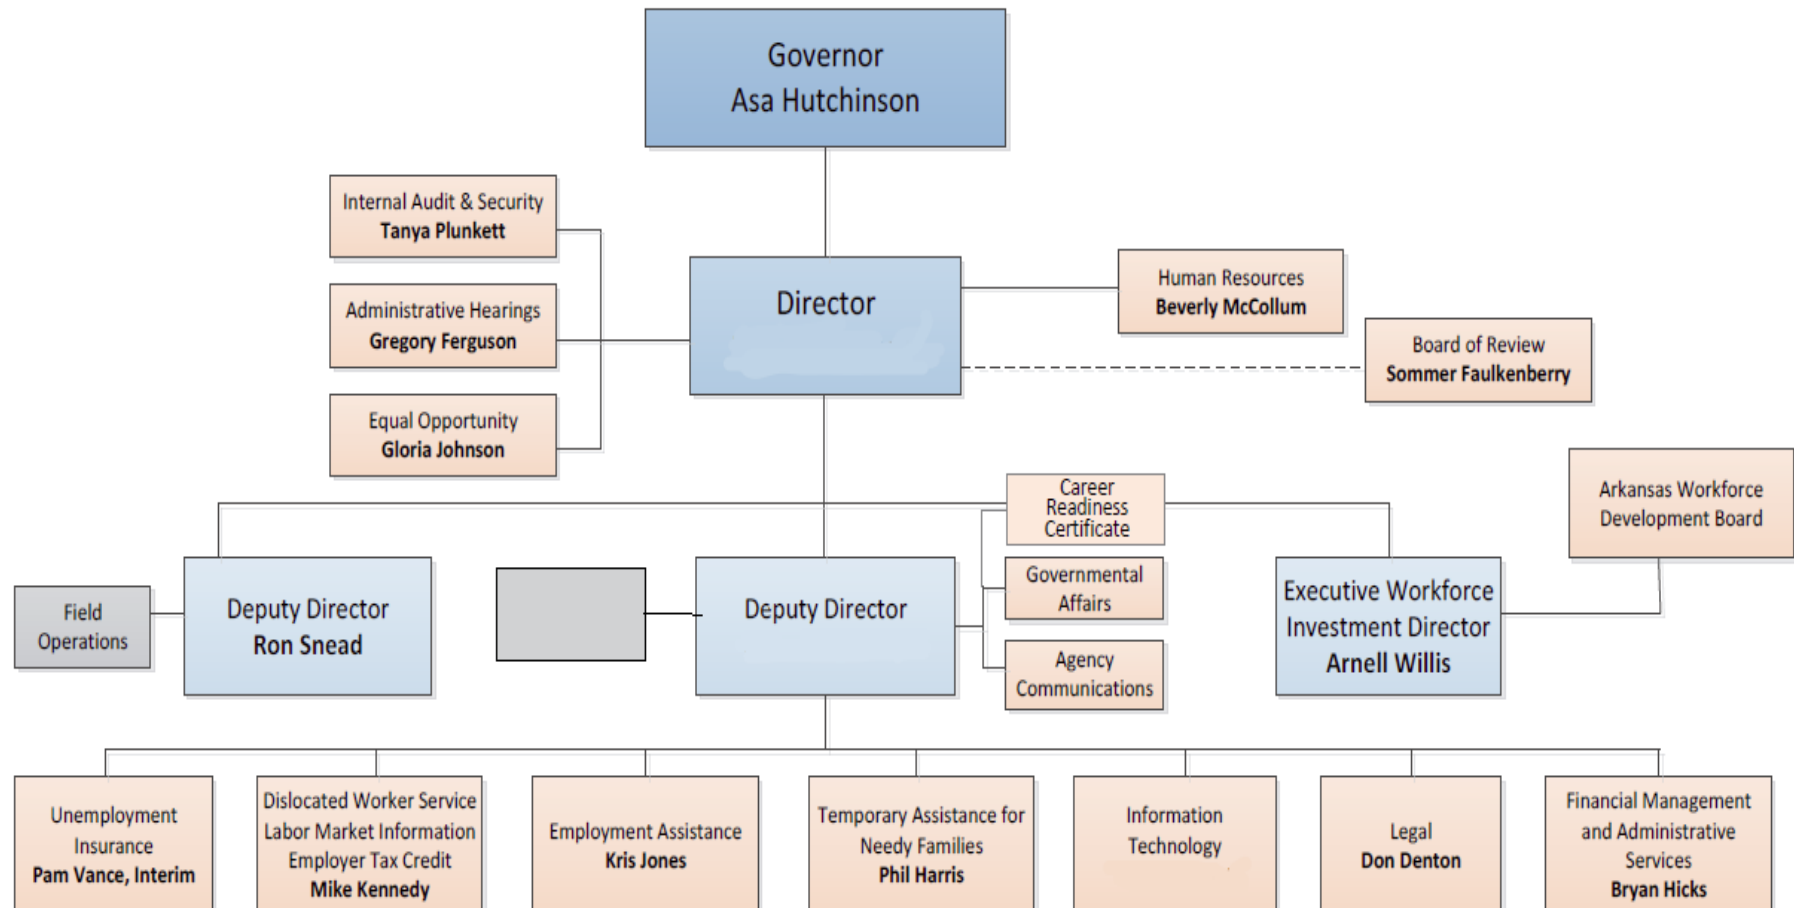 Governor
Asa Hutchinson
Internal Audit & Security
Tanya Plunkett
Administrative Hearings
Gregory Ferguson
Equal Opportunity
Gloria Johnson
Director
Human Resources
Beverly McCollum
Board of Review
Sommer Faulkenberry
Career
Readiness
Certificate
Governmental
Affairs
Agency
Communications
Arkansas Workforce
Development Board
Field
Operations
Deputy Director
Ron Snead
Deputy Director
Executive Workforce
Investment Director
Arnell Willis
Unemployment
Insurance
Pam Vance, Interim
Dislocated Worker Service
Labor Market Information
Employer Tax Credit
Mike Kennedy
Employment Assistance
Kris Jones
Temporary Assistance for
Needy Families
Phil Harris
Information
Technology
Legal
Don Denton
Financial Management
and Administrative
Services
Bryan Hicks